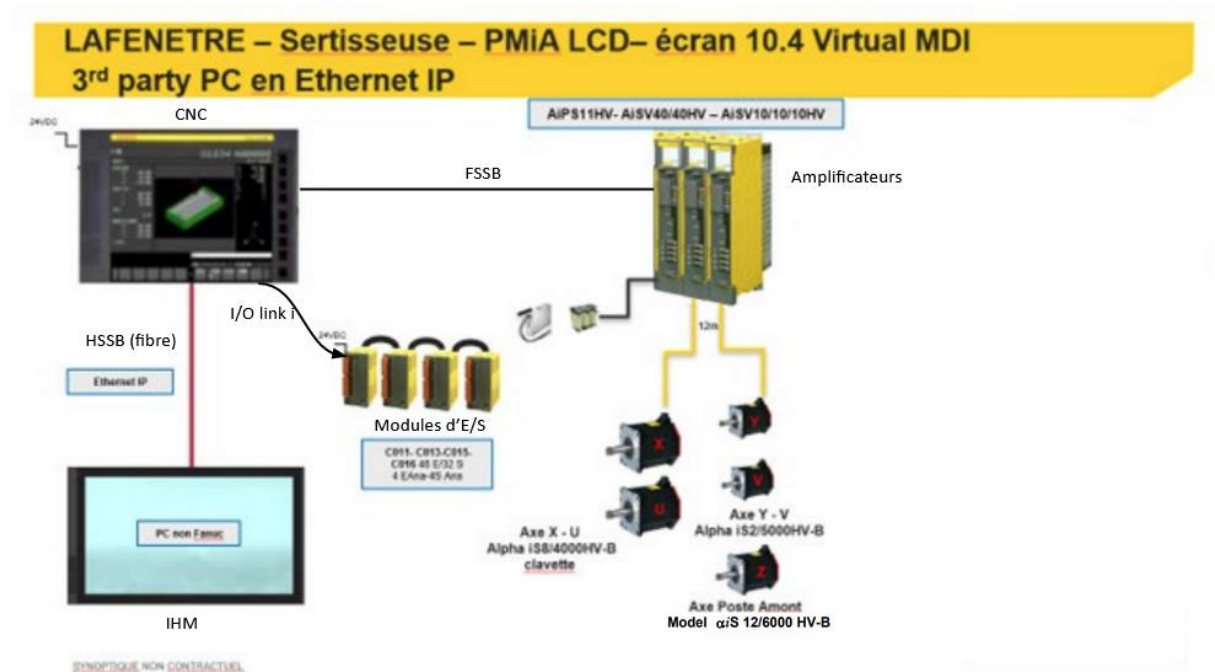 LAFENETRE – Sertisseuse – PMiA LCD– écran 10.4 Virtual MDI
3rd party PC en Ethernet IP
CNC
24VDC
AiPS11HV- AiSV40/40HV – AiSV10/10/10HV
FSSB
Amplificateurs
I/O link i
24VDC
12m
HSSB (fibre)
Ethernet IP
Modules d'E/S
C011- C013-C015-
C016 48 E/32 S
4 EAna-4S Ana
X
Y
U
V
Z
Axe X - U
Alpha iS8/4000HV-B
clavette
Axe Y - V
Alpha iS2/5000HV-B
PC non Fanuc
Axe Poste Amont
Model αiS 12/6000 HV-B
IHM
SYNOPTIQUE NON CONTRACTUEL